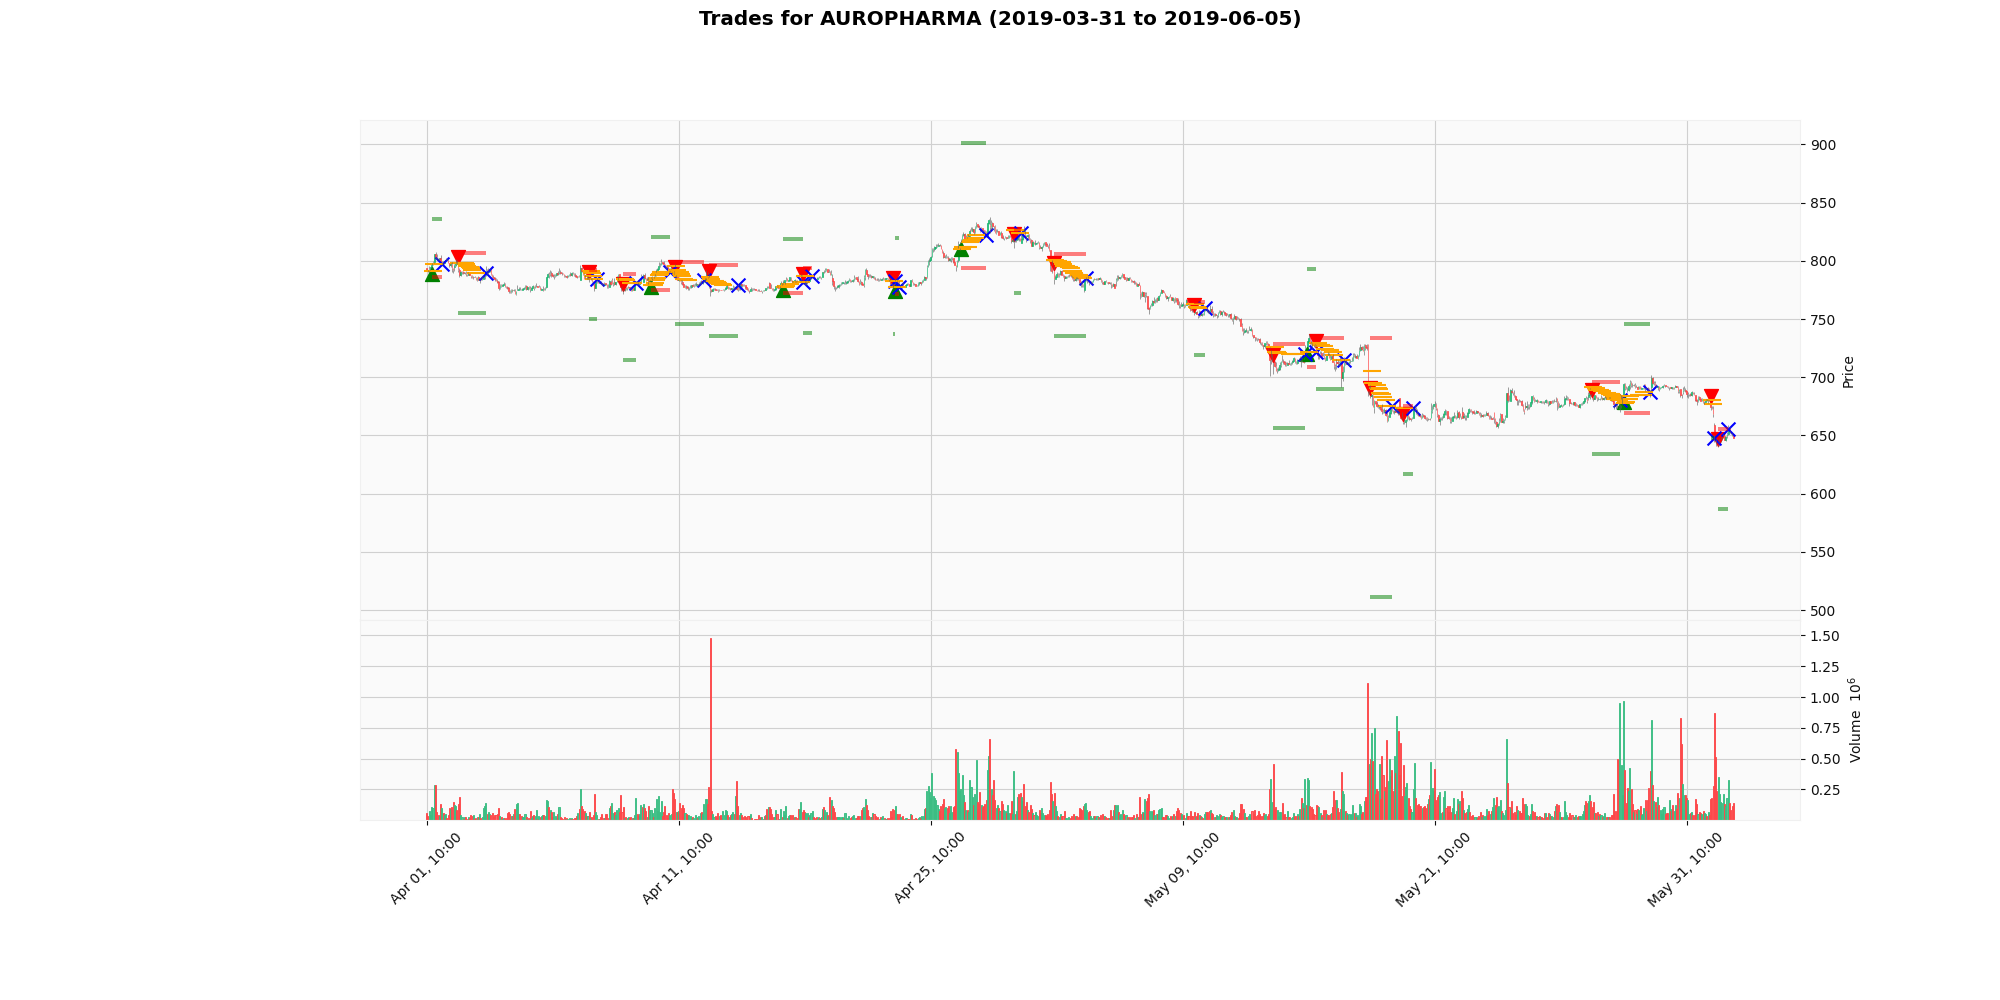 Trades for AUROPHARMA (2019-03-31 to 2019-06-05)
900
850
800
750
700
650
600
550
500
Price
1.50
1.25
1.00
0.75
0.50
0.25
Volume 10^6
Apr 01, 10:00
Apr 11, 10:00
Apr 25, 10:00
May 09, 10:00
May 21, 10:00
May 31, 10:00